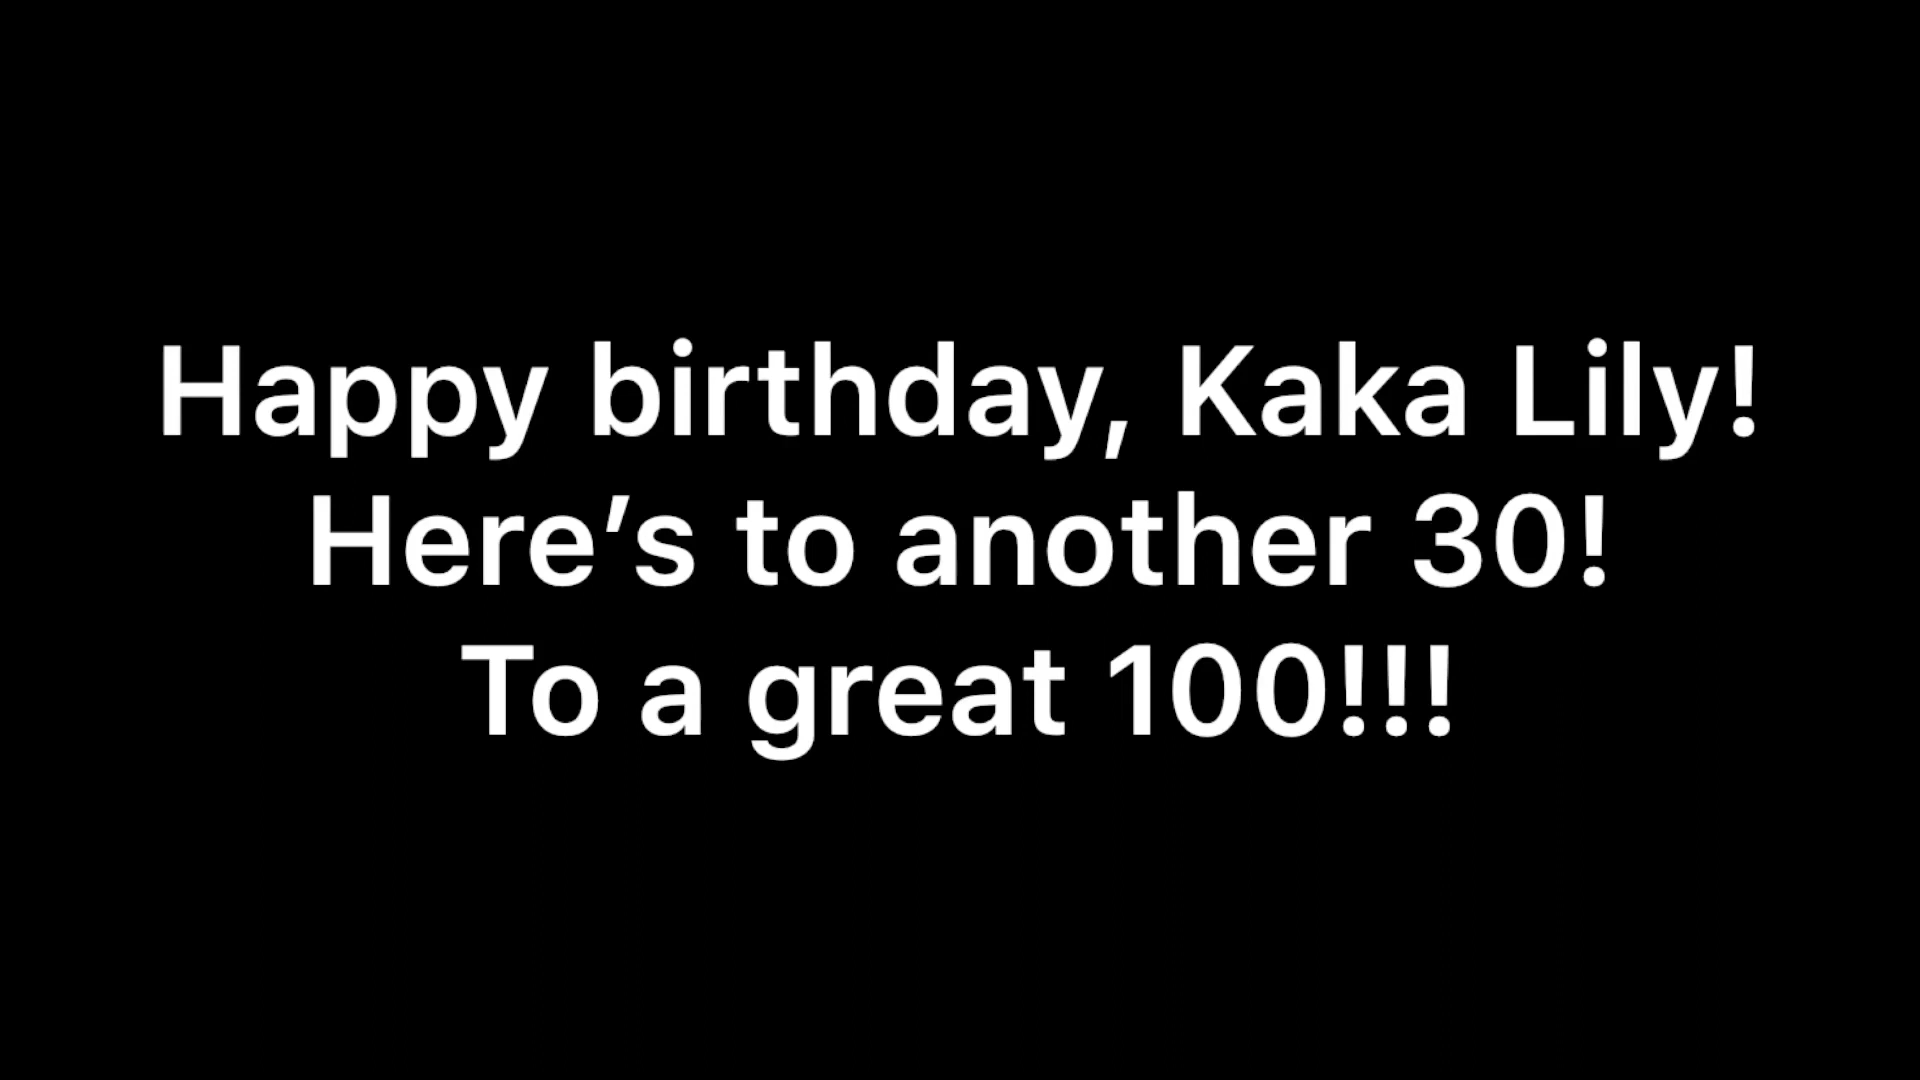 Happy birthday, Kaka Lily!
Here’s to another 30!
To a great 100!!!